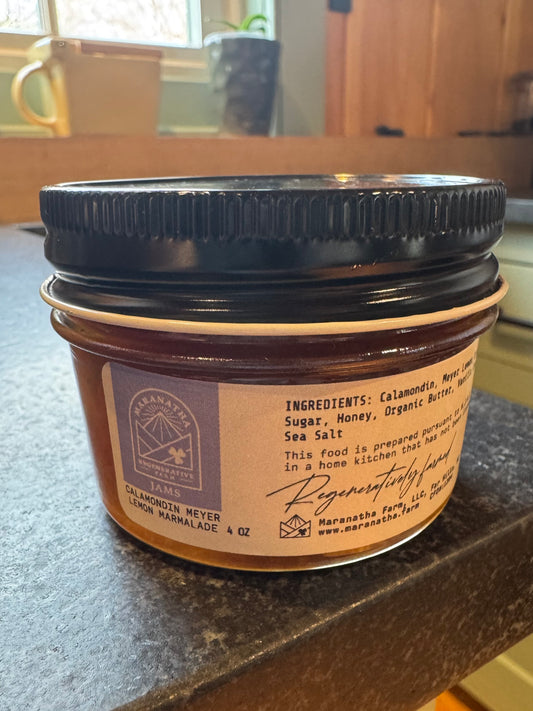 MARANATHA
REGENERATIVE
FARM
JAMS
CALAMONDIN MEYER
LEMON MARMALADE 4 OZ
INGREDIENTS: Calamondin, Meyer Lemon,
Sugar, Honey, Organic Butter,
Sea Salt
This food is prepared pursuant to
in a home kitchen that has not been
Regeneratively farmed
Maranatha Farm, LLC,
www.maranatha.farm